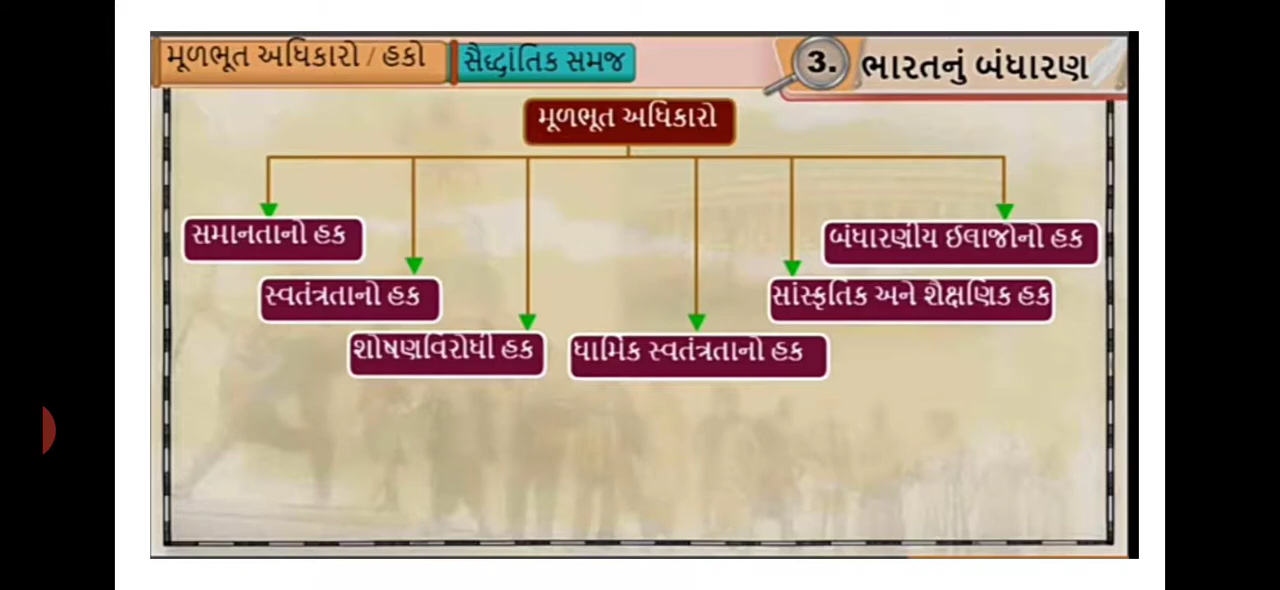 મૂળભૂત અધિકારો / હકો
સૈદ્ધાંતિક સમજ
3. ભારતનું બંધારણ
મૂળભૂત અધિકારો
સમાનતાનો હક
સ્વતંત્રતાનો હક
શોષણવિરોધી હક
ધાર્મિક સ્વતંત્રતાનો હક
સાંસ્કૃતિક અને શૈક્ષણિક હક
બંધારણીય ઈલાજોનો હક